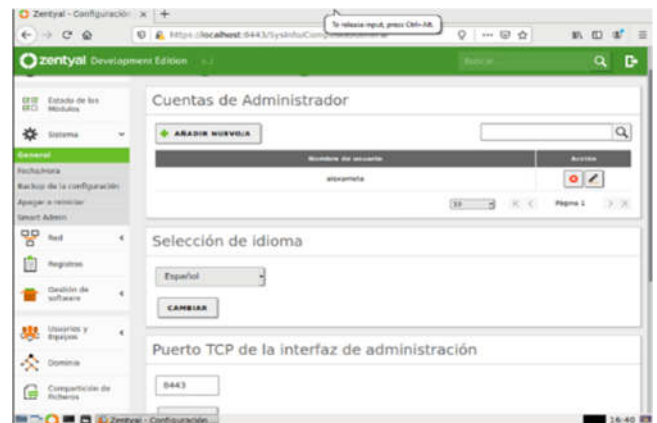 Zentyal - Configuración
To release input, press Ctrl+Alt.
https://localhost:8443/SysInfo/Composite/General
zentyal Development Edition
Buscar...
Estado de los
Módulos
Sistema
General
Fecha/Hora
Backup de la configuración
Apagar o reiniciar
Smart Admin
Red
Registros
Gestión de
software
Usuarios y
Equipos
Dominio
Compartición de
ficheros
Cuentas de Administrador
AÑADIR NUEVO/A
Nombre de usuario
Acción
10
Página 1
Selección de idioma
Español
CAMBIAR
Puerto TCP de la interfaz de administración
8443
Zentyal - Configuración...
16:40